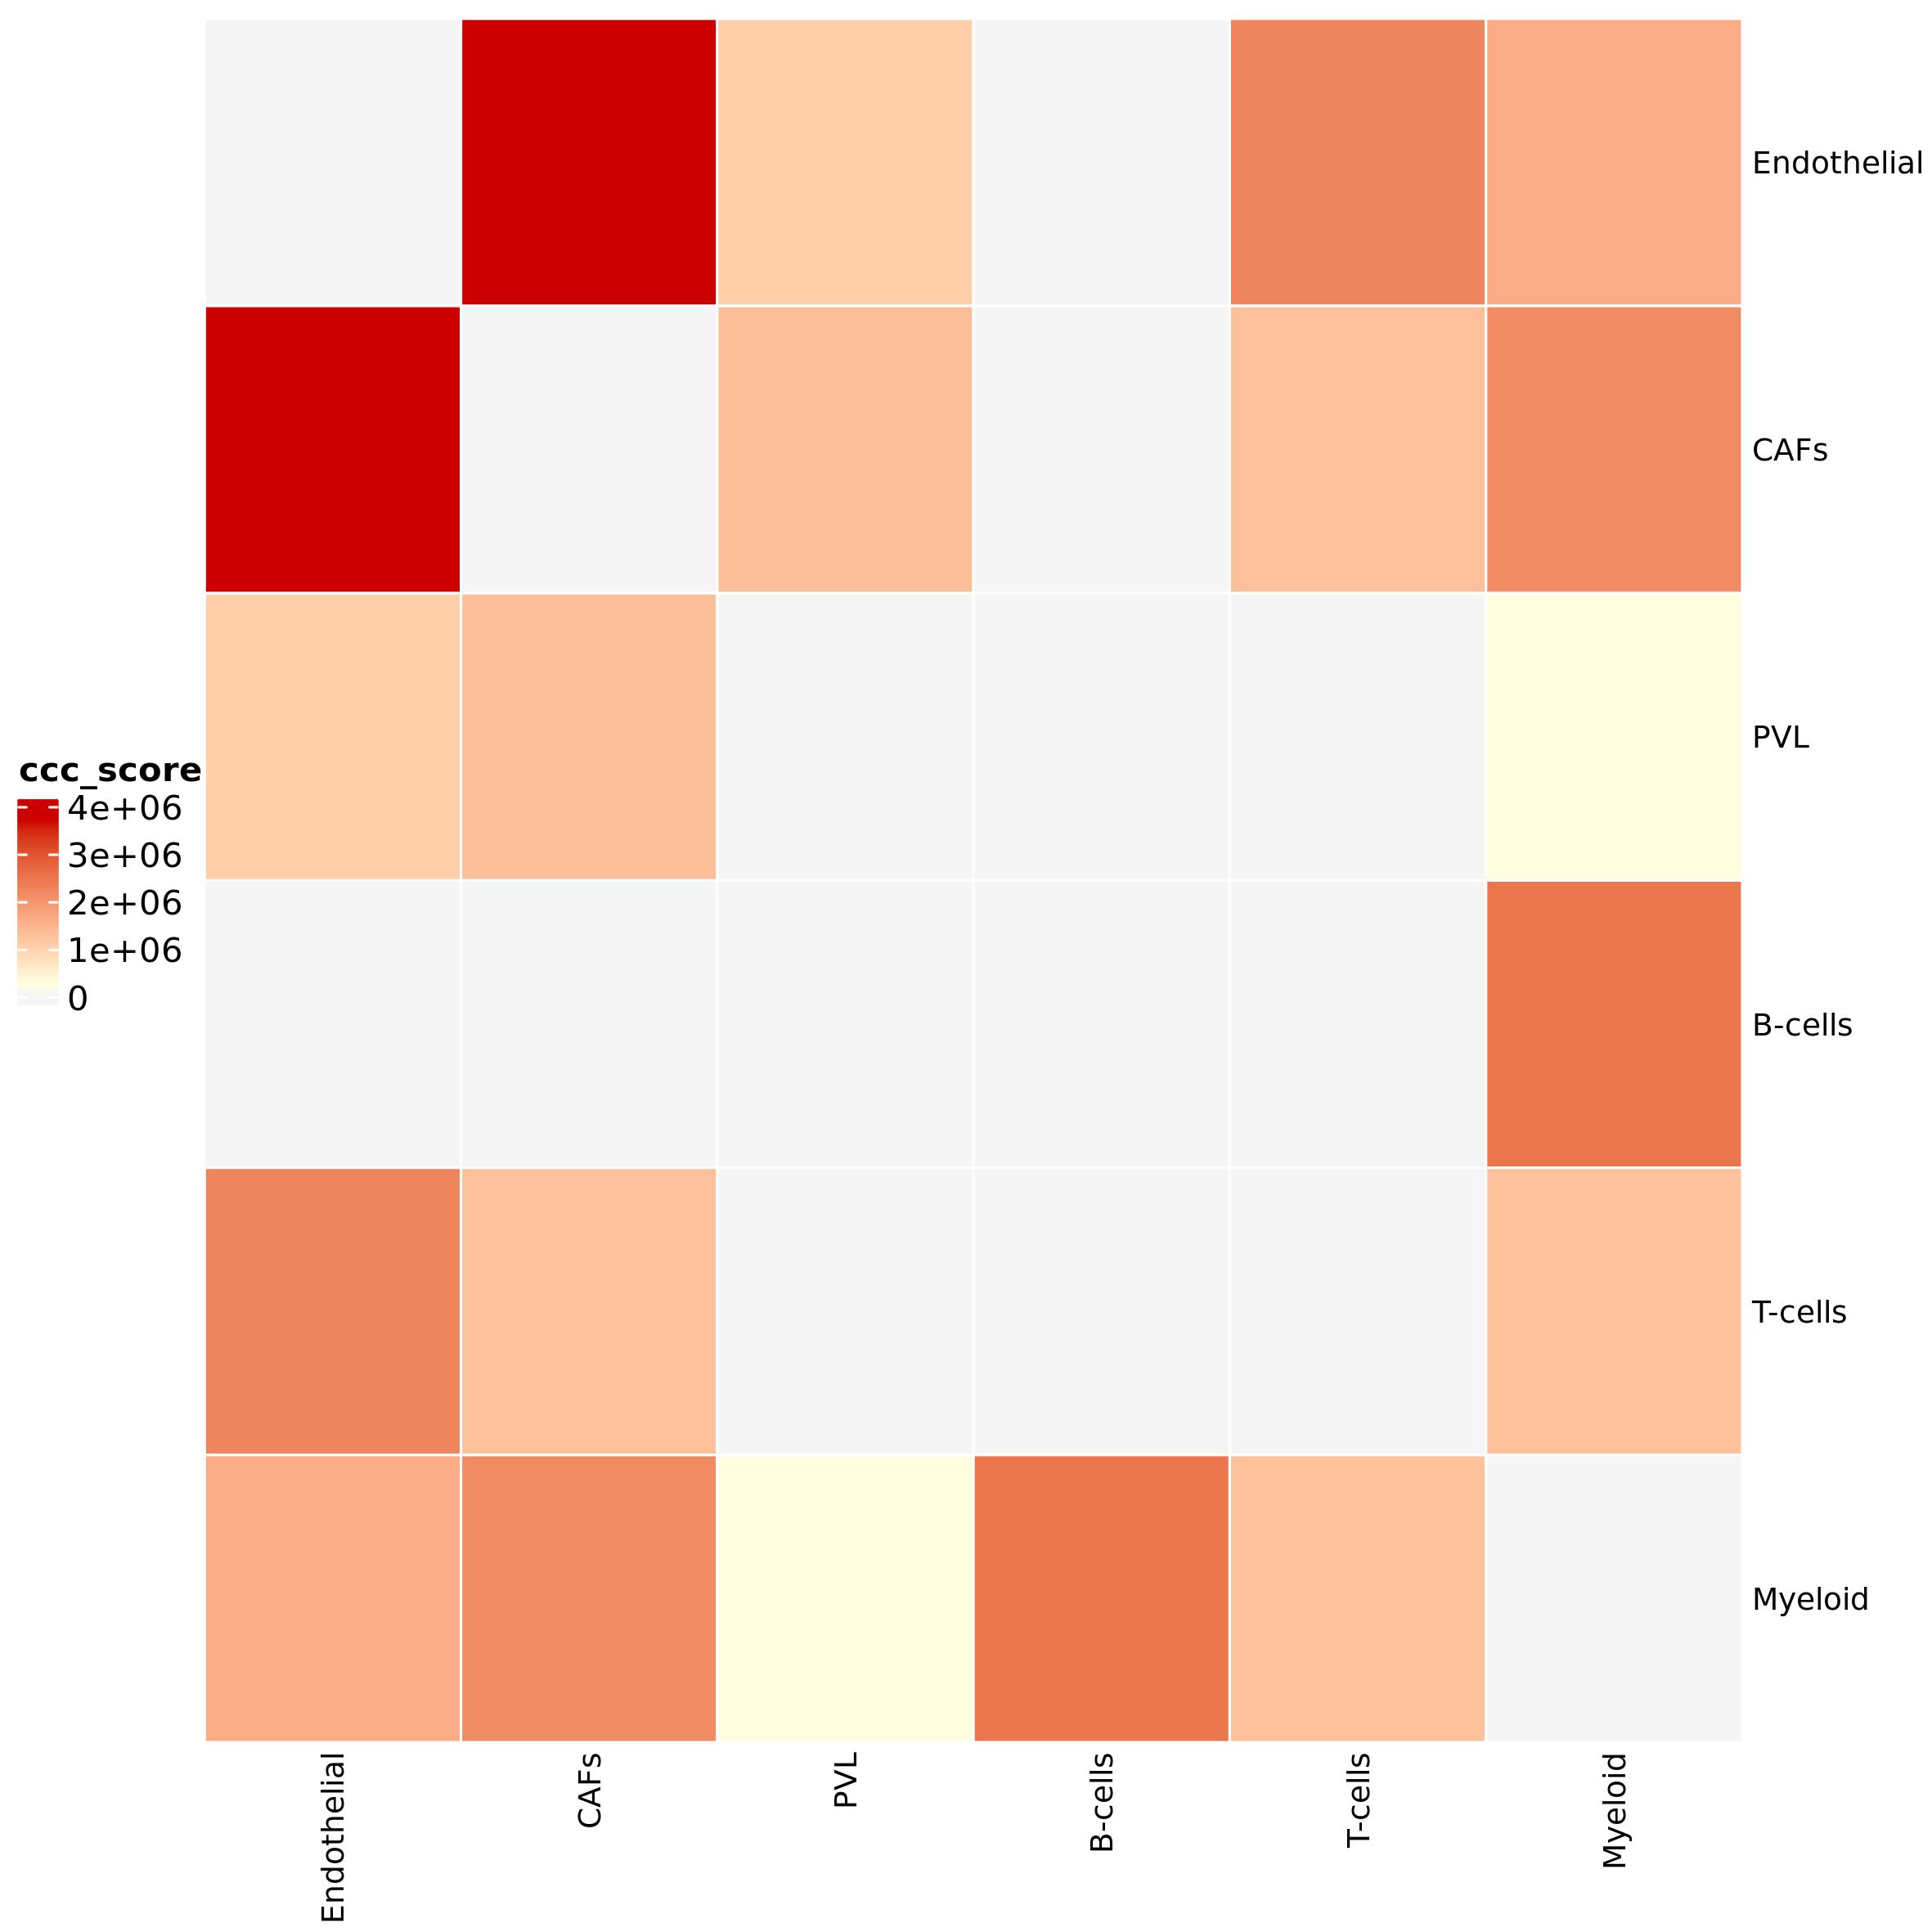 Endothelial
CAFs
PVL
ccc_score
4e+06
3e+06
2e+06
1e+06
0
B-cells
T-cells
Myeloid
Endothelial
CAFs
PVL
B-cells
T-cells
Myeloid